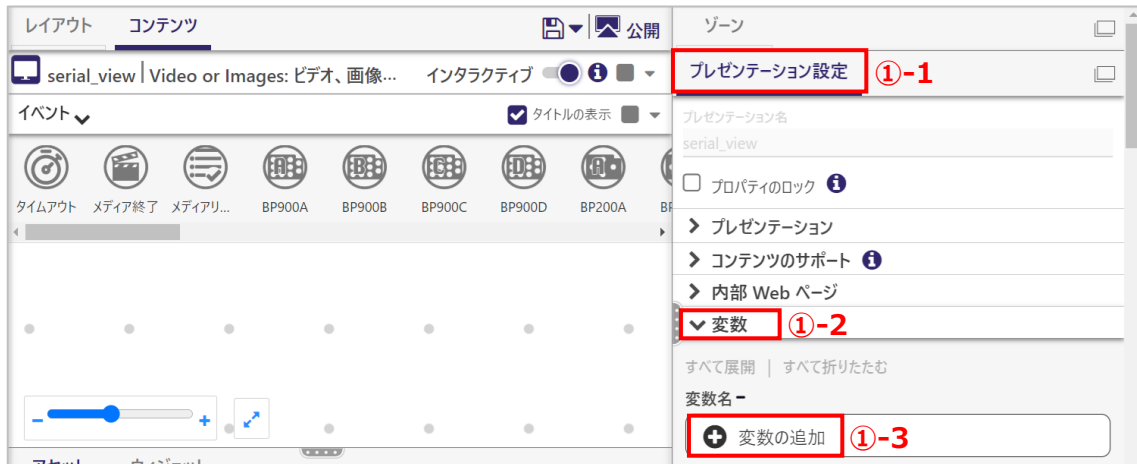 レイアウト コンテンツ 公開
serial_view Video or Images: ビデオ、画像... インタラクティブ
イベント タイトルの表示
タイムアウト メディア終了 メディアリ... BP900A BP900B BP900C BP900D BP200A
ゾーン
プレゼンテーション設定 ①-1
プレゼンテーション名
serial_view
プロパティのロック
プレゼンテーション
コンテンツのサポート
内部 Web ページ
変数 ①-2
すべて展開 | すべて折りたたむ
変数名
変数の追加 ①-3